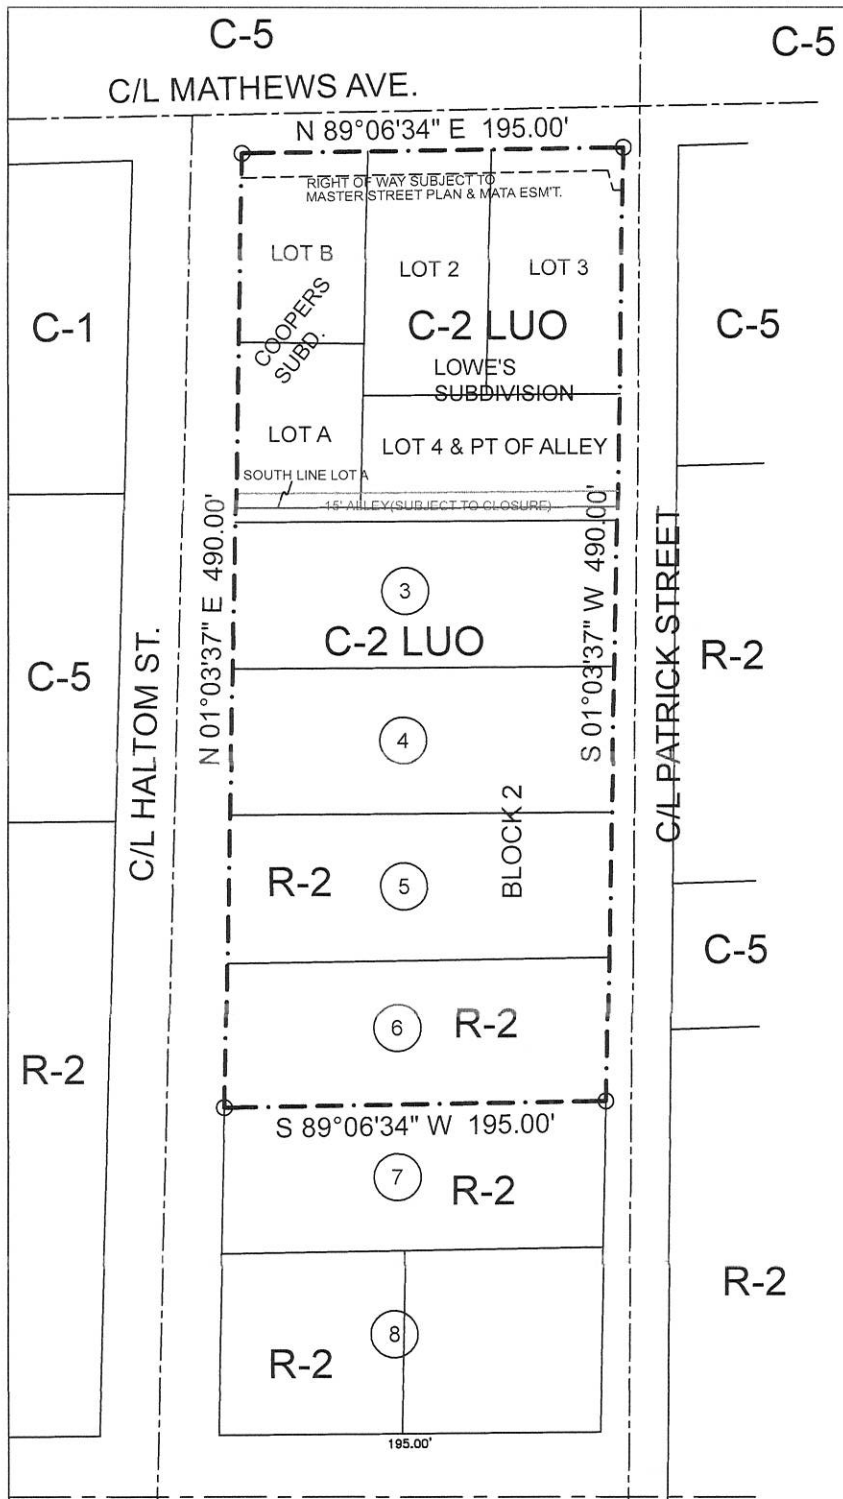 C-5
C-5
C/L MATHEWS AVE.
N 89°06'34" E 195.00'
RIGHT OF WAY SUBJECT TO
MASTER STREET PLAN & MATA ESM'T.
LOT B
LOT 2
LOT 3
COOPERS
SUBD.
C-1
C-2 LUO
C-5
LOWE'S
SUBDIVISION
LOT A
LOT 4 & PT OF ALLEY
SOUTH LINE LOT A
15' ALLEY(SUBJECT TO CLOSURE)
N 01°03'37" E 490.00'
S 01°03'37" W 490.00'
3
C-2 LUO
C/L HALTOM ST.
C/L PATRICK STREET
C-5
R-2
4
BLOCK 2
R-2
5
C-5
6
R-2
R-2
S 89°06'34" W 195.00'
7
R-2
R-2
8
R-2
195.00'